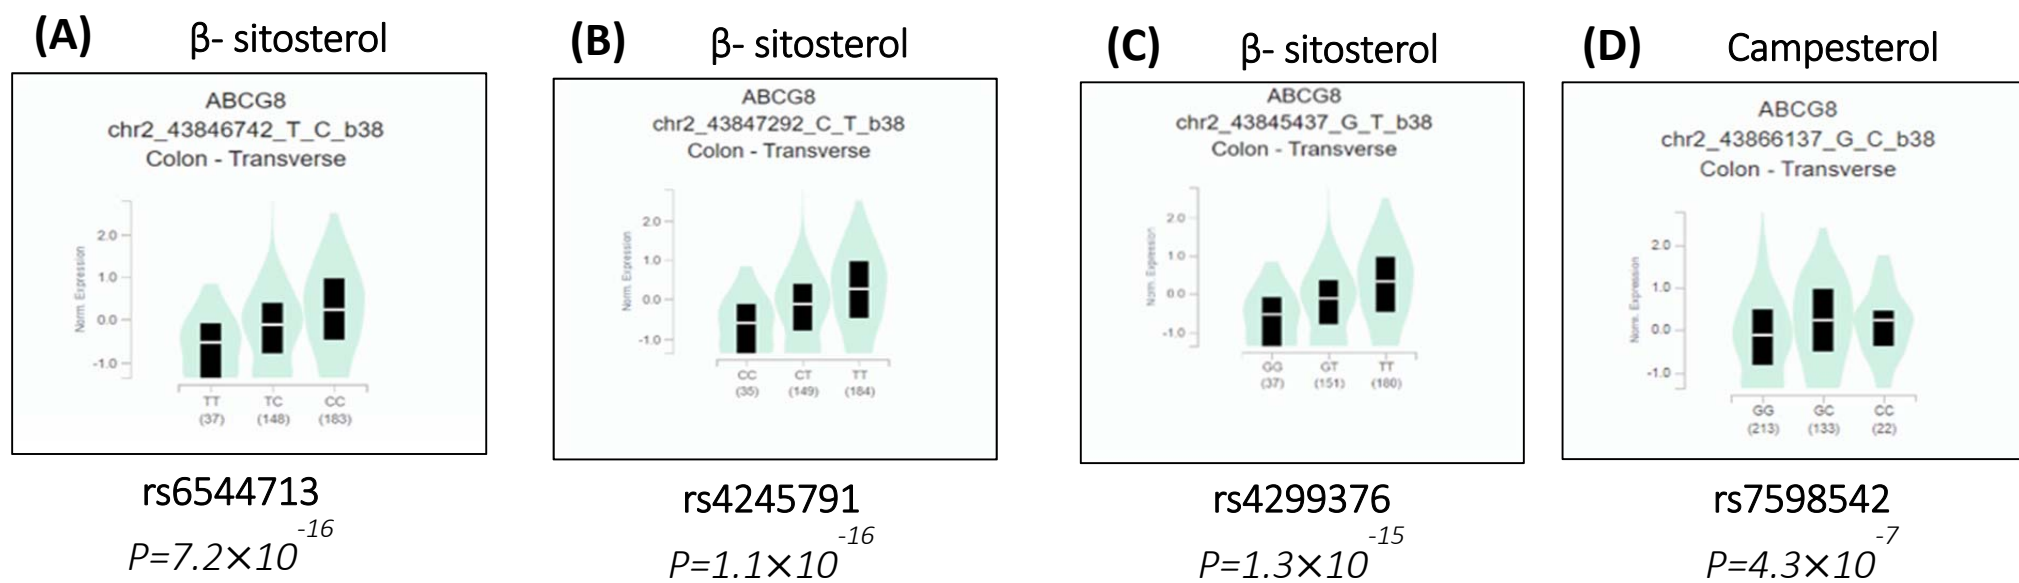 (A) β- sitosterol
ABCG8
chr2_43846742_T_C_b38
Colon - Transverse
Norm. Expression
2.0
1.0
0.0
-1.0
TT TC CC
(37) (148) (183)
rs6544713
P=7.2×10-16
(B) β- sitosterol
ABCG8
chr2_43847292_C_T_b38
Colon - Transverse
Norm. Expression
2.0
1.0
0.0
-1.0
CC CT TT
(35) (149) (184)
rs4245791
P=1.1×10-16
(C) β- sitosterol
ABCG8
chr2_43845437_G_T_b38
Colon - Transverse
Norm. Expression
2.0
1.0
0.0
-1.0
GG GT TT
(37) (151) (180)
rs4299376
P=1.3×10-15
(D) Campesterol
ABCG8
chr2_43866137_G_C_b38
Colon - Transverse
Norm. Expression
2.0
1.0
0.0
-1.0
GG GC CC
(213) (133) (22)
rs7598542
P=4.3×10-7